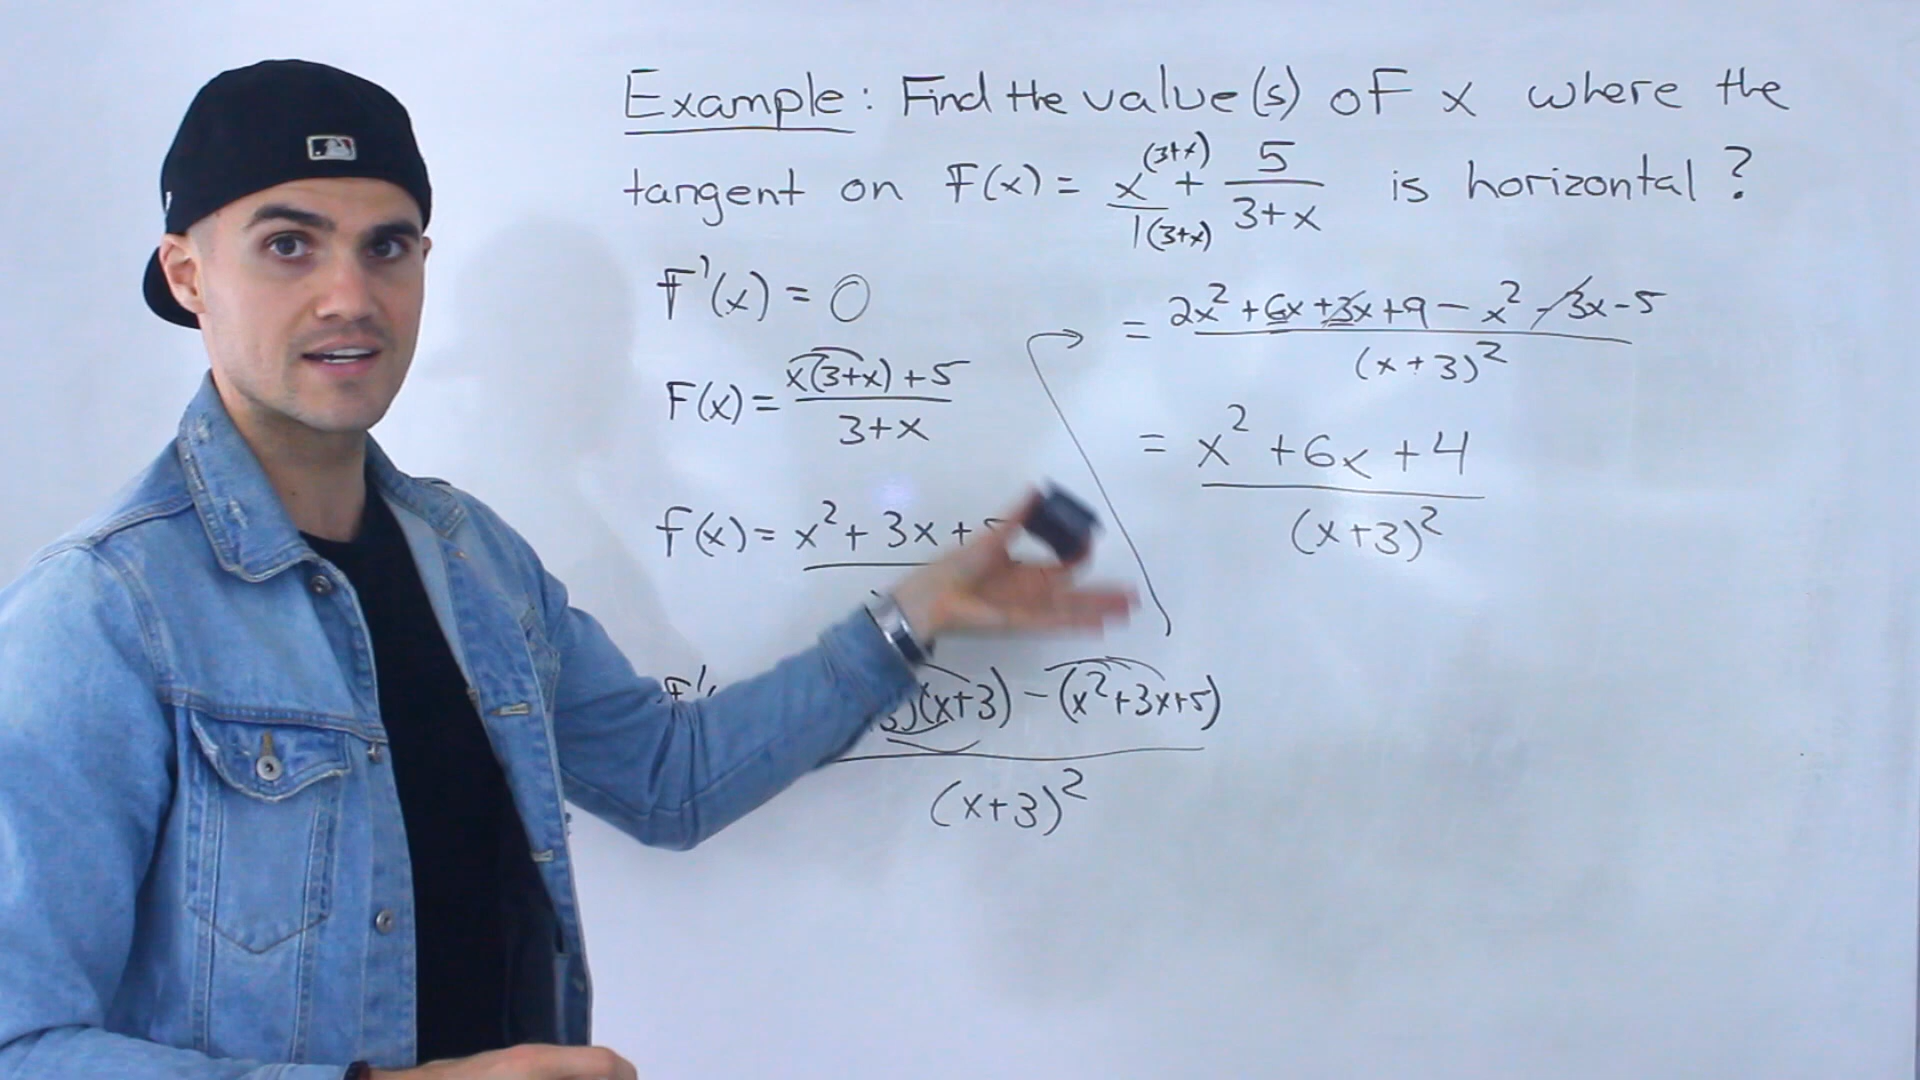 Example: Find the value(s) of x where the
tangent on F(x) = x(3+x)/1(3+x) + 5/3+x is horizontal?
F'(x) = 0
F(x) = x(3+x)+5
3+x
f(x) = x² + 3x +
F'(
)(x+3) - (x²+3x+5)
(x+3)²
= 2x²+6x+3x+9-x²-3x-5
(x+3)²
= x²+6x+4
(x+3)²